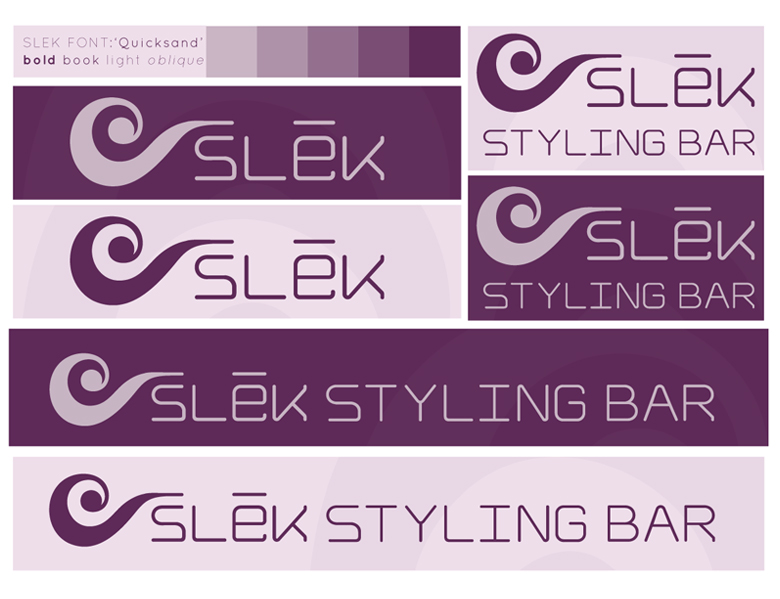 SLEK FONT:‘Quicksand’
bold book light oblique
SLēK
SLēK
SLēK
STYLING BAR
SLēK
STYLING BAR
SLēK STYLING BAR
SLēK STYLING BAR